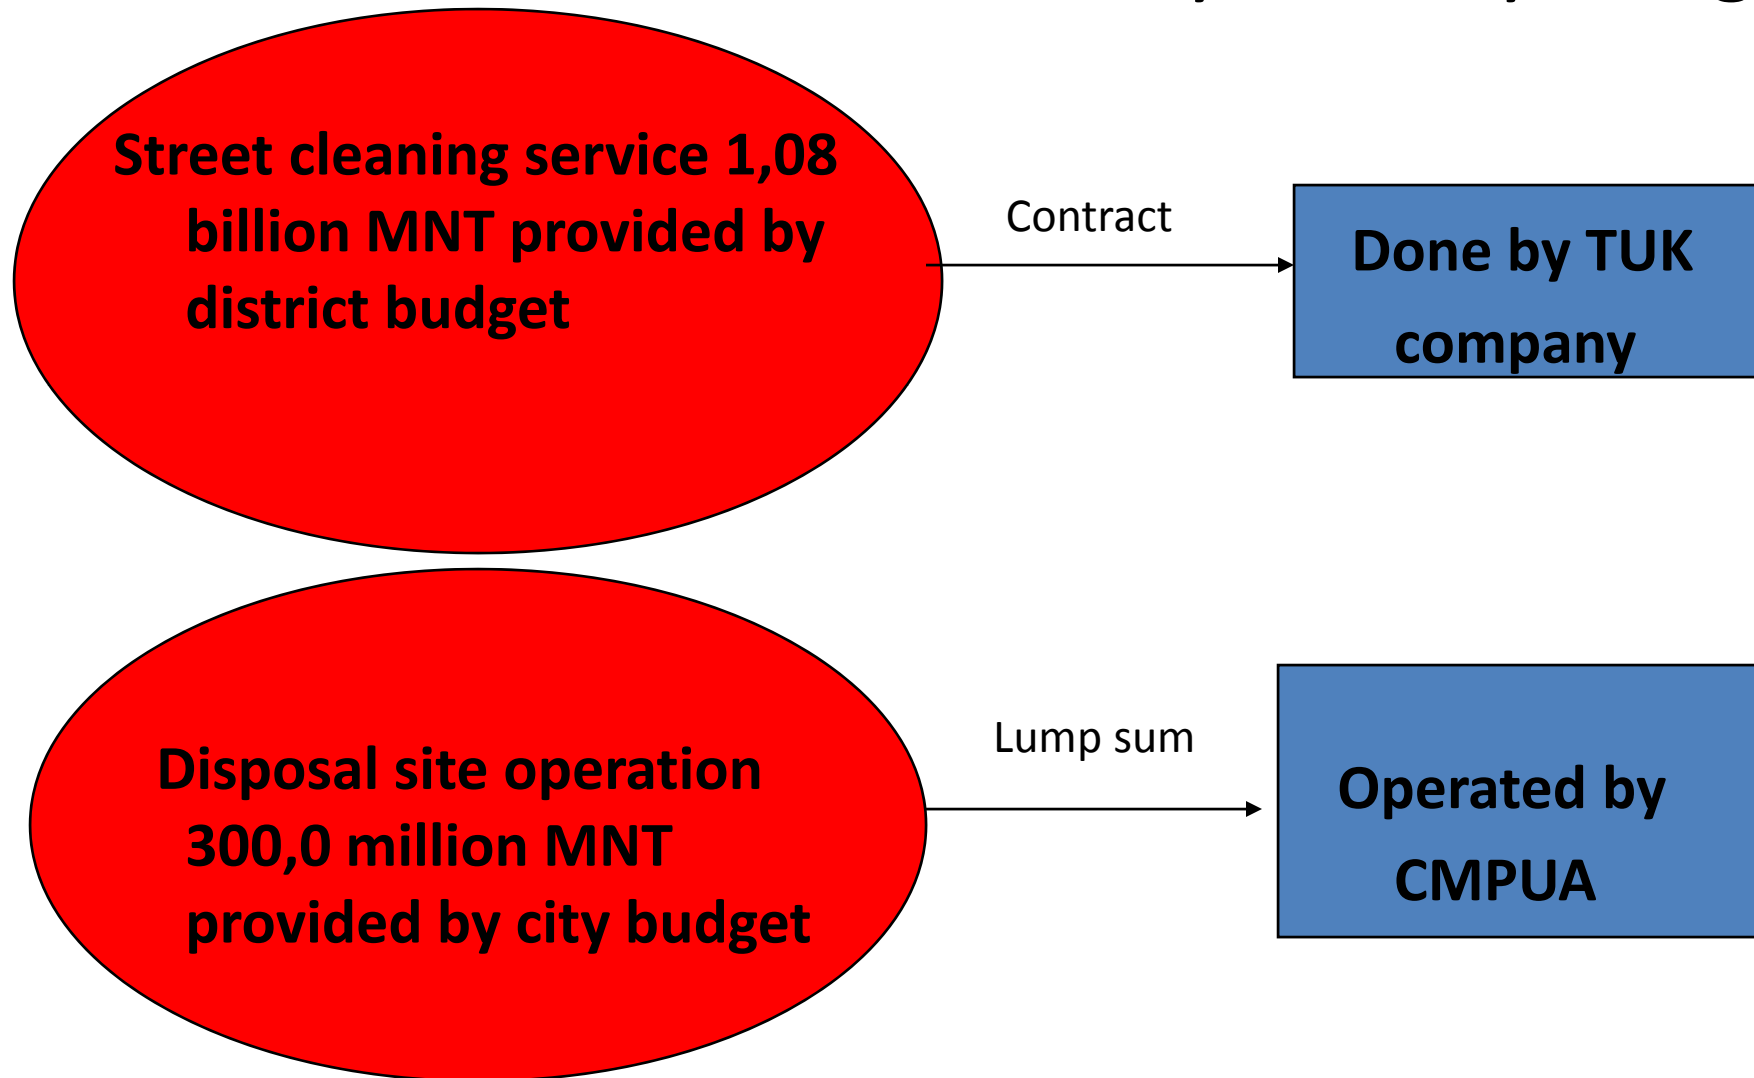 Street cleaning service 1,08
billion MNT provided by
district budget
Contract
Done by TUK
company
Disposal site operation
300,0 million MNT
provided by city budget
Lump sum
Operated by
CMPUA